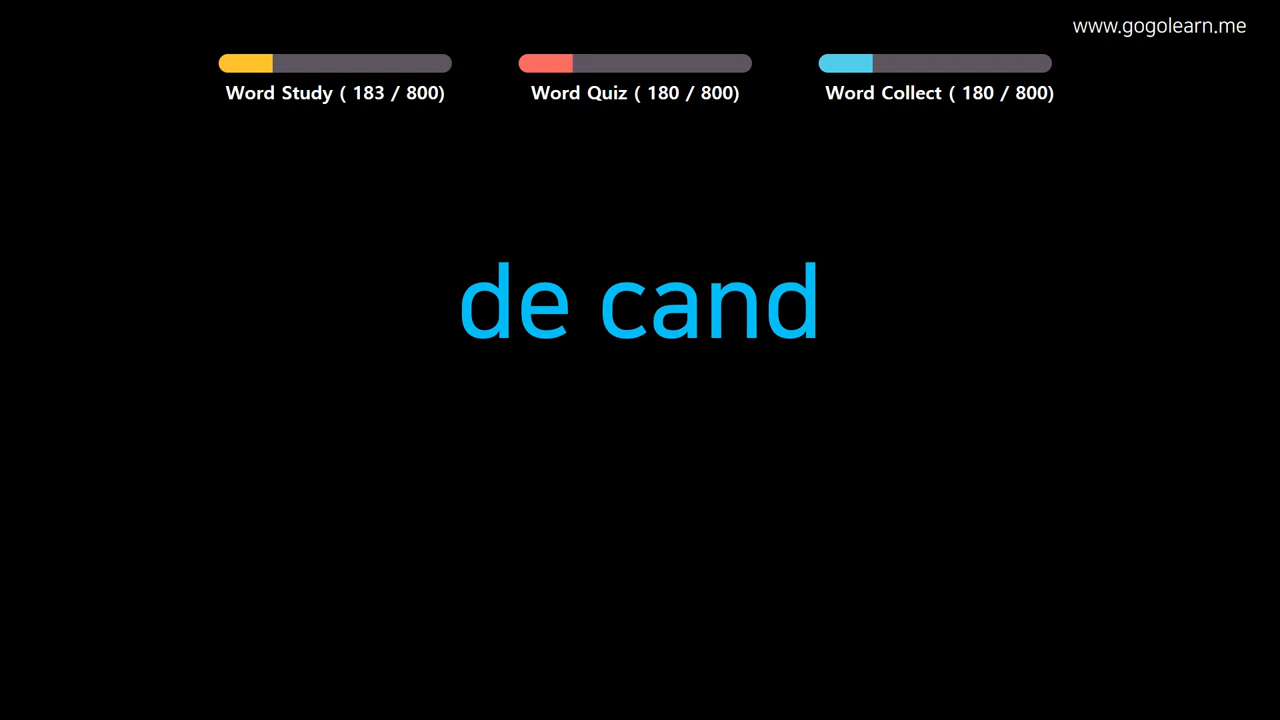 www.gogolearn.me
Word Study ( 183 / 800)
Word Quiz ( 180 / 800)
Word Collect ( 180 / 800)
de cand